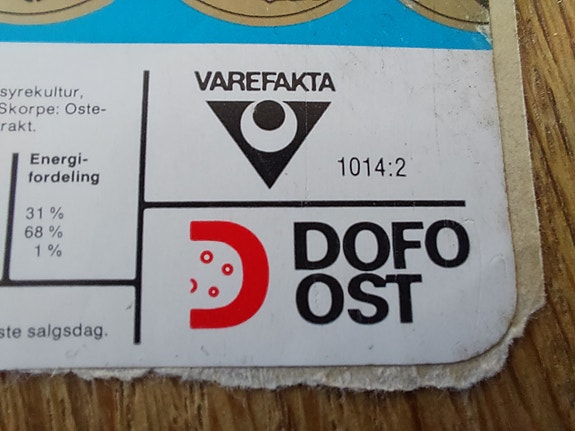 syrekultur,
Skorpe: Oste-
rakt.
Energi-
fordeling
31 %
68 %
1 %
ste salgsdag.
VAREFAKTA
1014:2
DOFO
OST